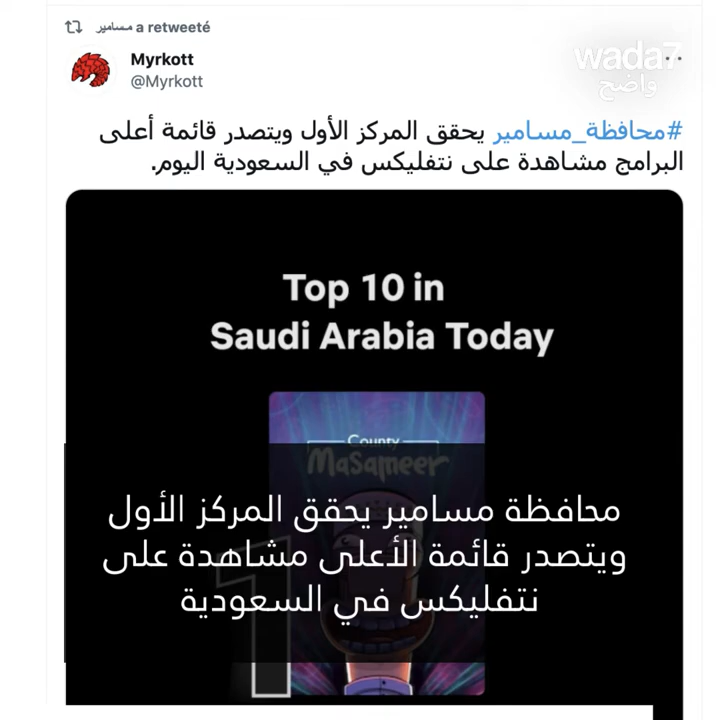 مسامير a retweeté
Myrkott
@Myrkott
wada7
واضح
#محافظة_مسامير يحقق المركز الأول ويتصدر قائمة أعلى
البرامج مشاهدة على نتفليكس في السعودية اليوم.
Top 10 in
Saudi Arabia Today
County
Masameer
محافظة مسامير يحقق المركز الأول
ويتصدر قائمة الأعلى مشاهدة على
نتفليكس في السعودية
1